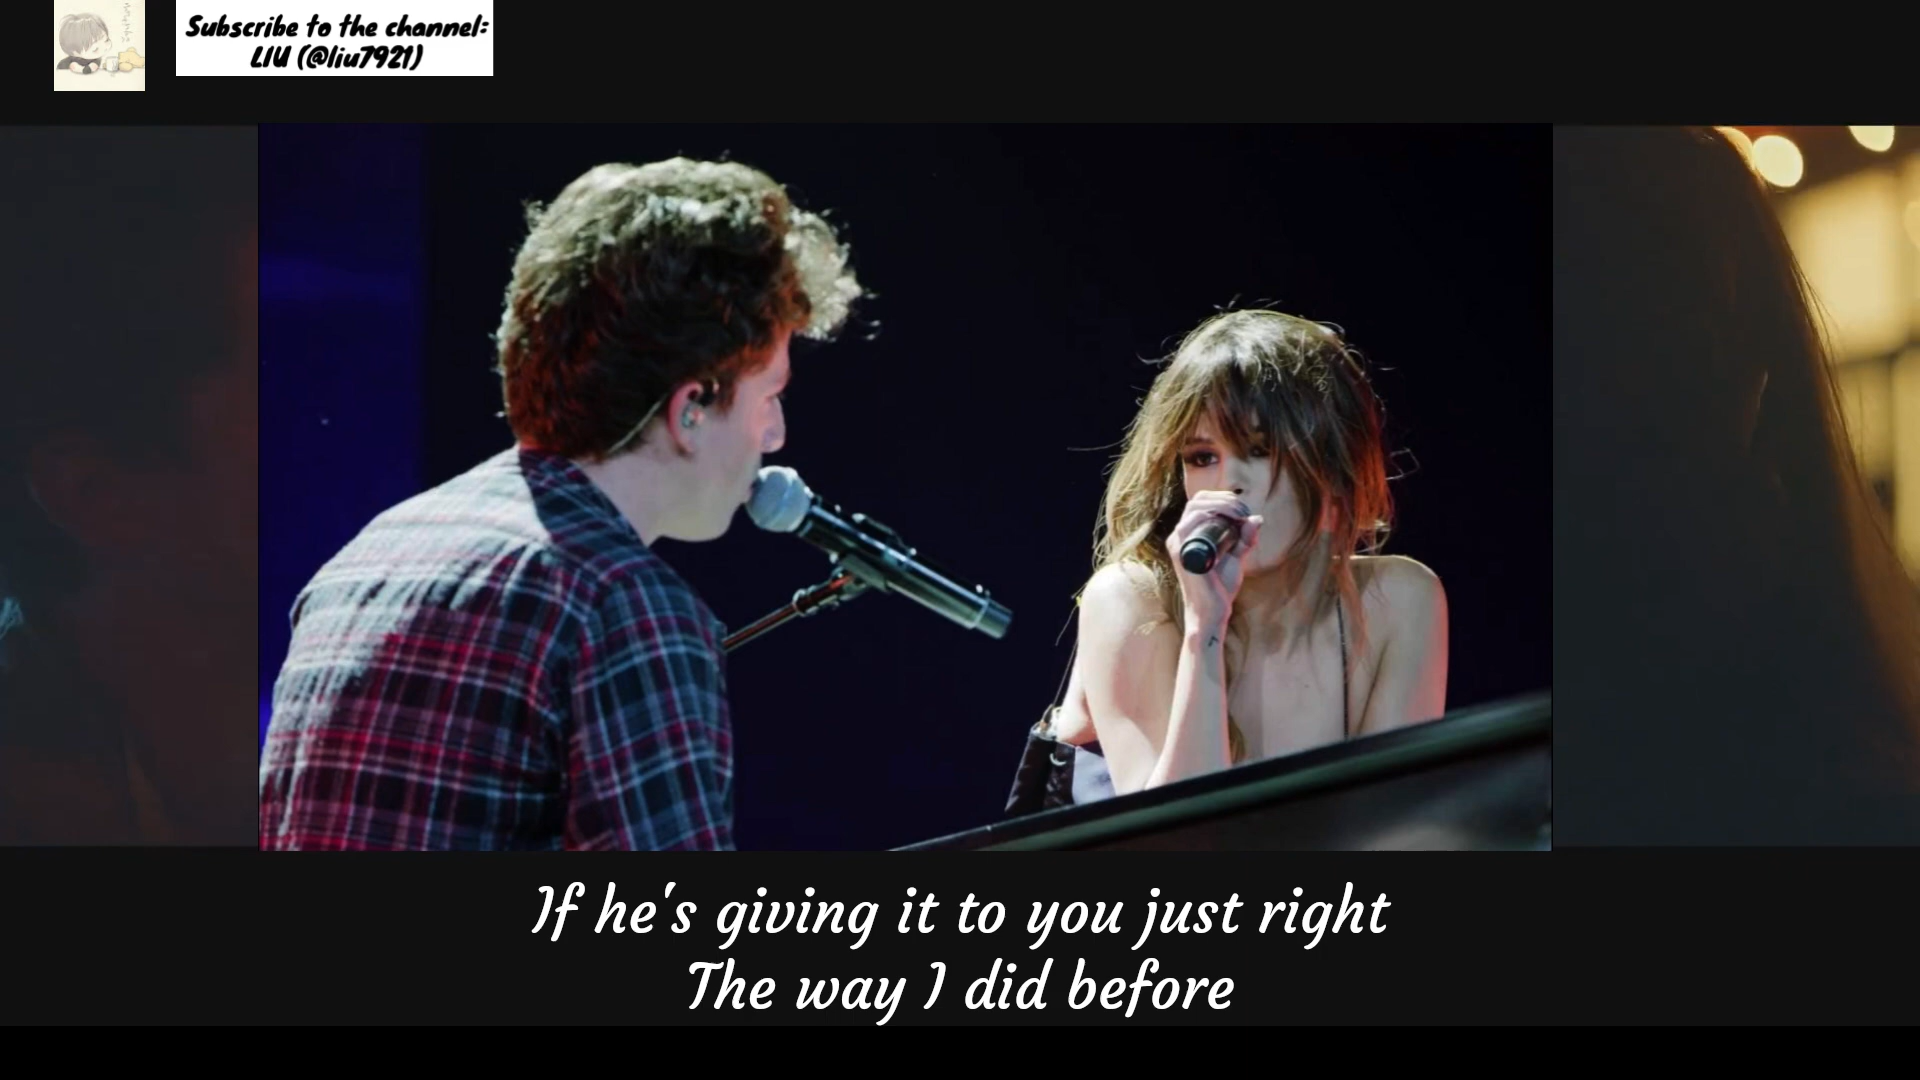 Subscribe to the channel:
LIU (@liu7921)
If he's giving it to you just right
The way I did before